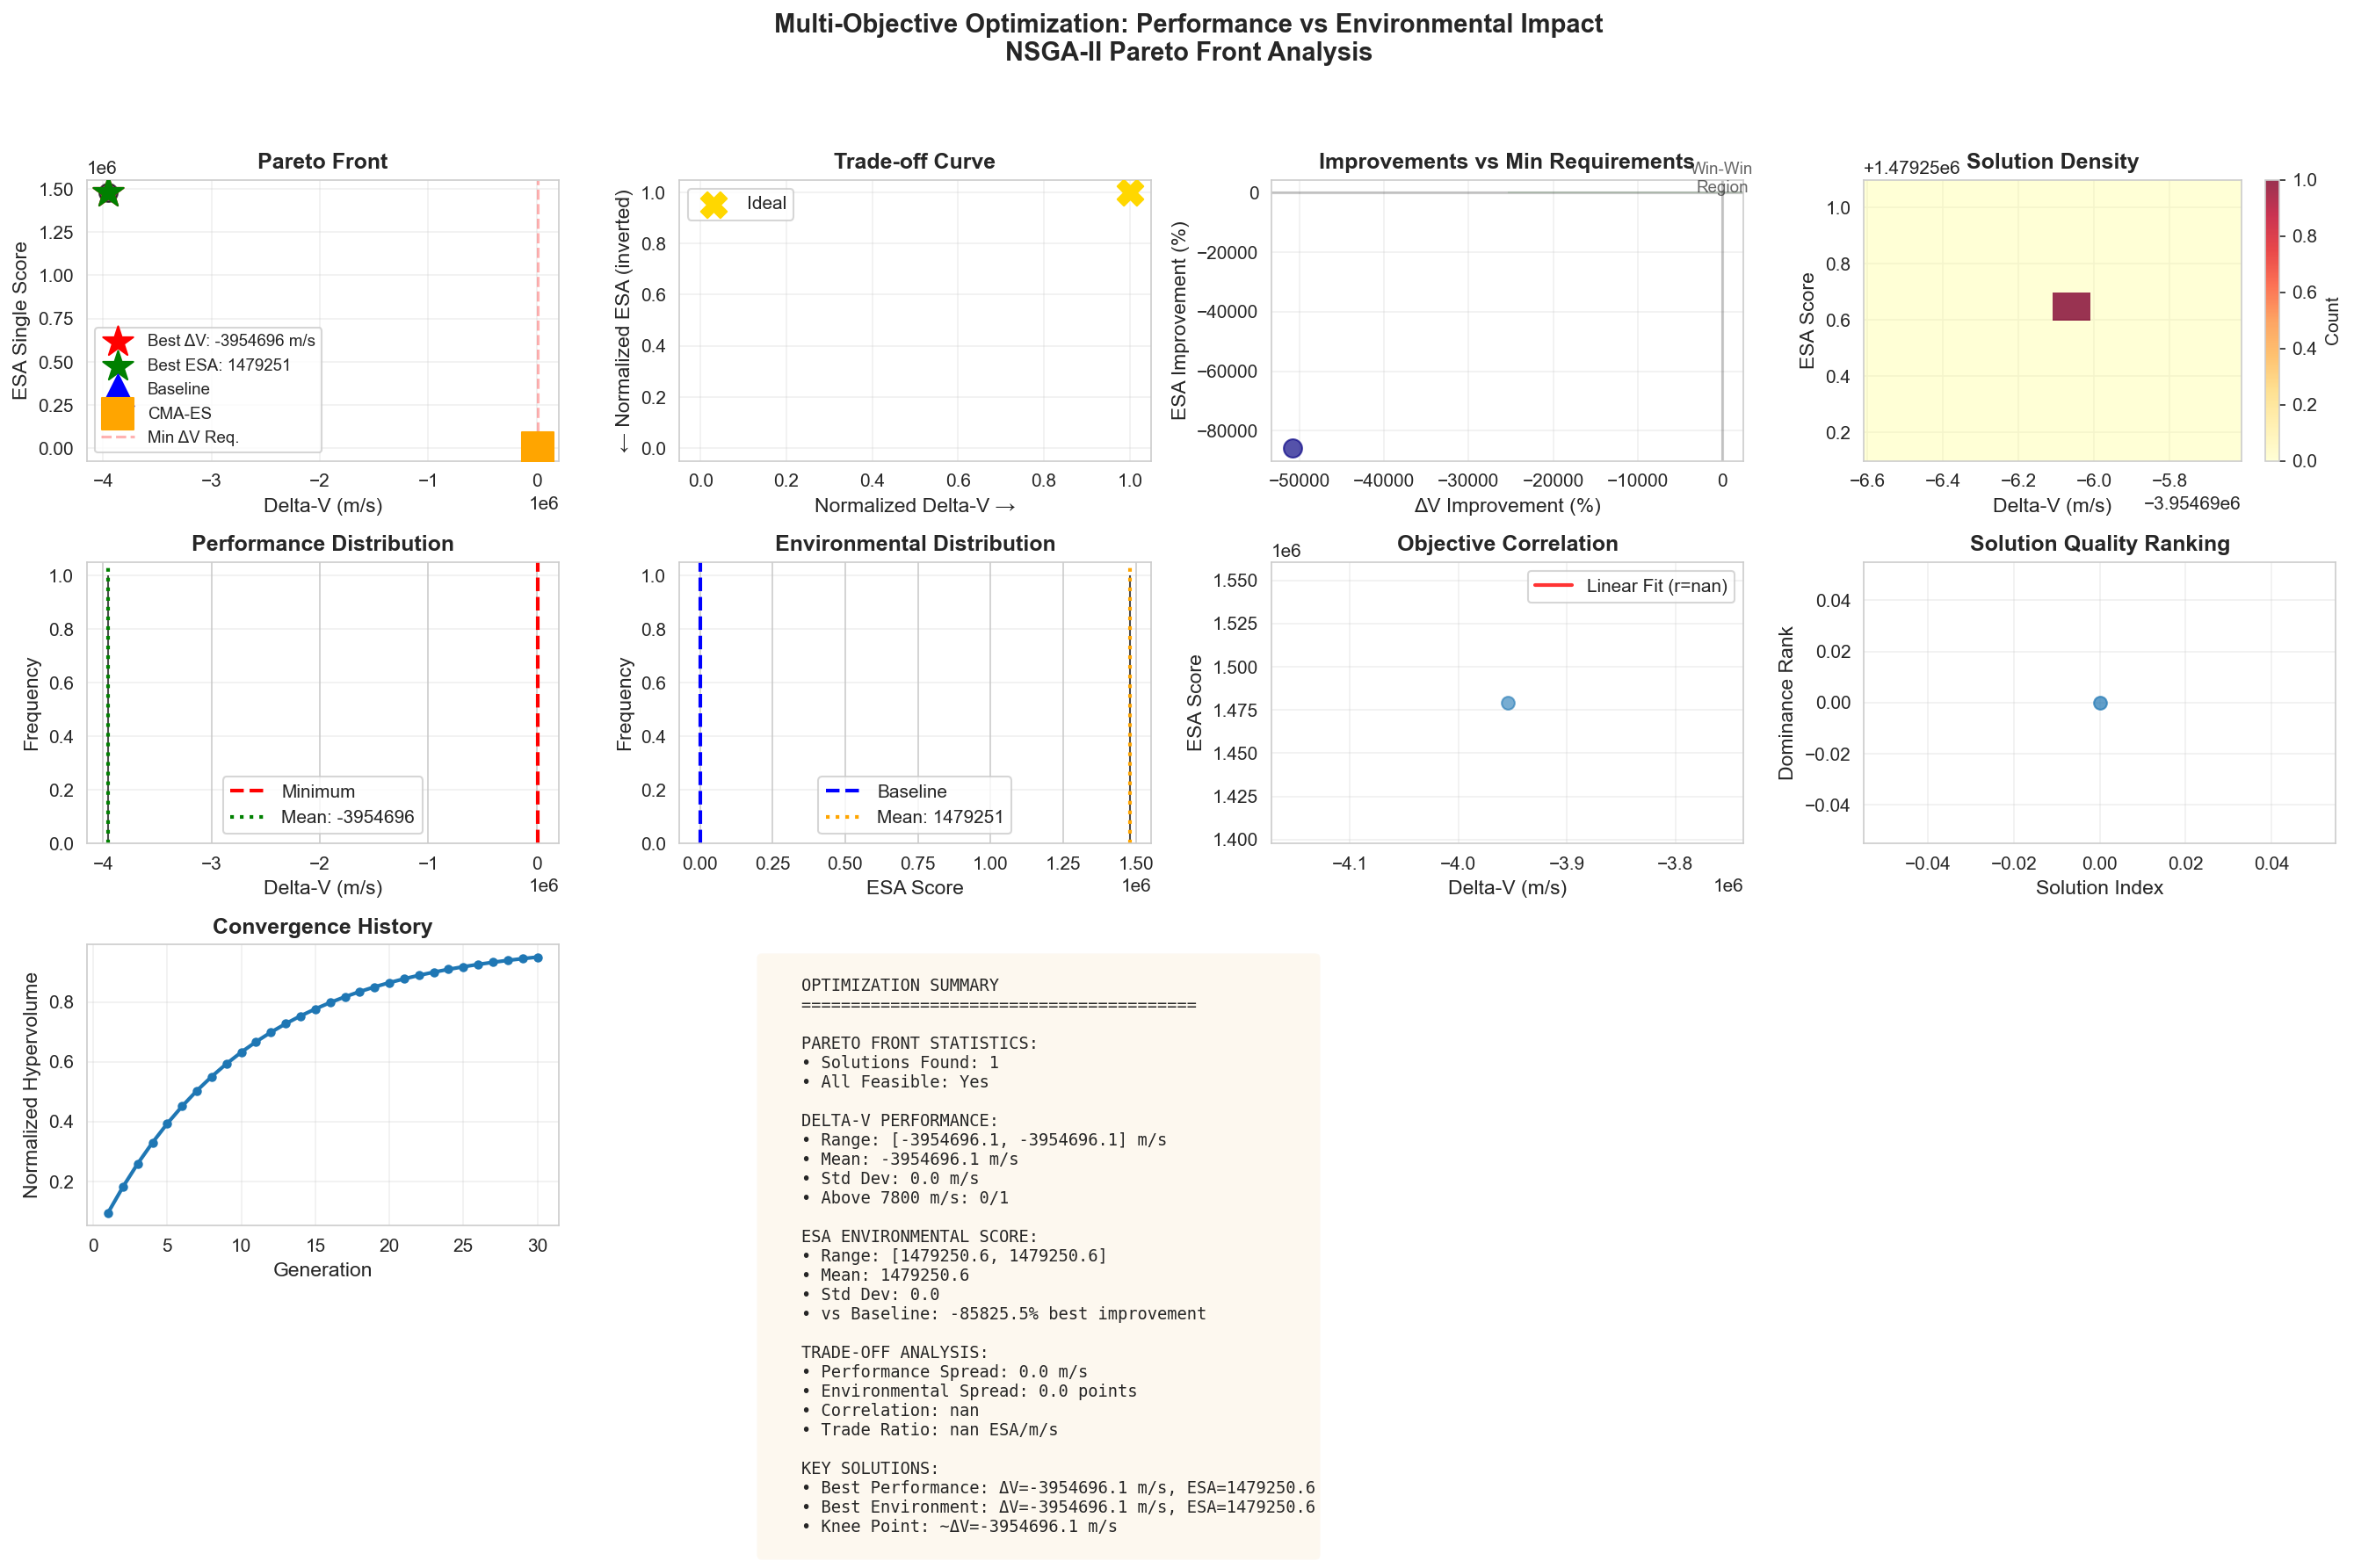 Multi-Objective Optimization: Performance vs Environmental Impact
NSGA-II Pareto Front Analysis
Pareto Front
1e6
1.50
1.25
1.00
0.75
0.50
0.25
0.00
ESA Single Score
Best ΔV: -3954696 m/s
Best ESA: 1479251
Baseline
CMA-ES
Min ΔV Req.
−4 −3 −2 −1 0
1e6
Delta-V (m/s)
Trade-off Curve
1.0
0.8
0.6
0.4
0.2
0.0
← Normalized ESA (inverted)
Ideal
0.0 0.2 0.4 0.6 0.8 1.0
Normalized Delta-V →
Improvements vs Min Requirements
Win-Win
Region
0
−20000
−40000
−60000
−80000
ESA Improvement (%)
−50000 −40000 −30000 −20000 −10000 0
ΔV Improvement (%)
Solution Density
+1.47925e6
1.0
0.8
0.6
0.4
0.2
ESA Score
−6.6 −6.4 −6.2 −6.0 −5.8
−3.95469e6
Delta-V (m/s)
1.0
0.8
0.6
0.4
0.2
0.0
Count
Performance Distribution
1.0
0.8
0.6
0.4
0.2
0.0
Frequency
Minimum
Mean: -3954696
−4 −3 −2 −1 0
1e6
Delta-V (m/s)
Environmental Distribution
1.0
0.8
0.6
0.4
0.2
0.0
Frequency
Baseline
Mean: 1479251
0.00 0.25 0.50 0.75 1.00 1.25 1.50
1e6
ESA Score
Objective Correlation
1e6
1.550
1.525
1.500
1.475
1.450
1.425
1.400
ESA Score
Linear Fit (r=nan)
−4.1 −4.0 −3.9 −3.8
1e6
Delta-V (m/s)
Solution Quality Ranking
0.04
0.02
0.00
−0.02
−0.04
Dominance Rank
−0.04 −0.02 0.00 0.02 0.04
Solution Index
Convergence History
0.8
0.6
0.4
0.2
Normalized Hypervolume
0 5 10 15 20 25 30
Generation
OPTIMIZATION SUMMARY
========================================
PARETO FRONT STATISTICS:
• Solutions Found: 1
• All Feasible: Yes
DELTA-V PERFORMANCE:
• Range: [-3954696.1, -3954696.1] m/s
• Mean: -3954696.1 m/s
• Std Dev: 0.0 m/s
• Above 7800 m/s: 0/1
ESA ENVIRONMENTAL SCORE:
• Range: [1479250.6, 1479250.6]
• Mean: 1479250.6
• Std Dev: 0.0
• vs Baseline: -85825.5% best improvement
TRADE-OFF ANALYSIS:
• Performance Spread: 0.0 m/s
• Environmental Spread: 0.0 points
• Correlation: nan
• Trade Ratio: nan ESA/m/s
KEY SOLUTIONS:
• Best Performance: ΔV=-3954696.1 m/s, ESA=1479250.6
• Best Environment: ΔV=-3954696.1 m/s, ESA=1479250.6
• Knee Point: ~ΔV=-3954696.1 m/s